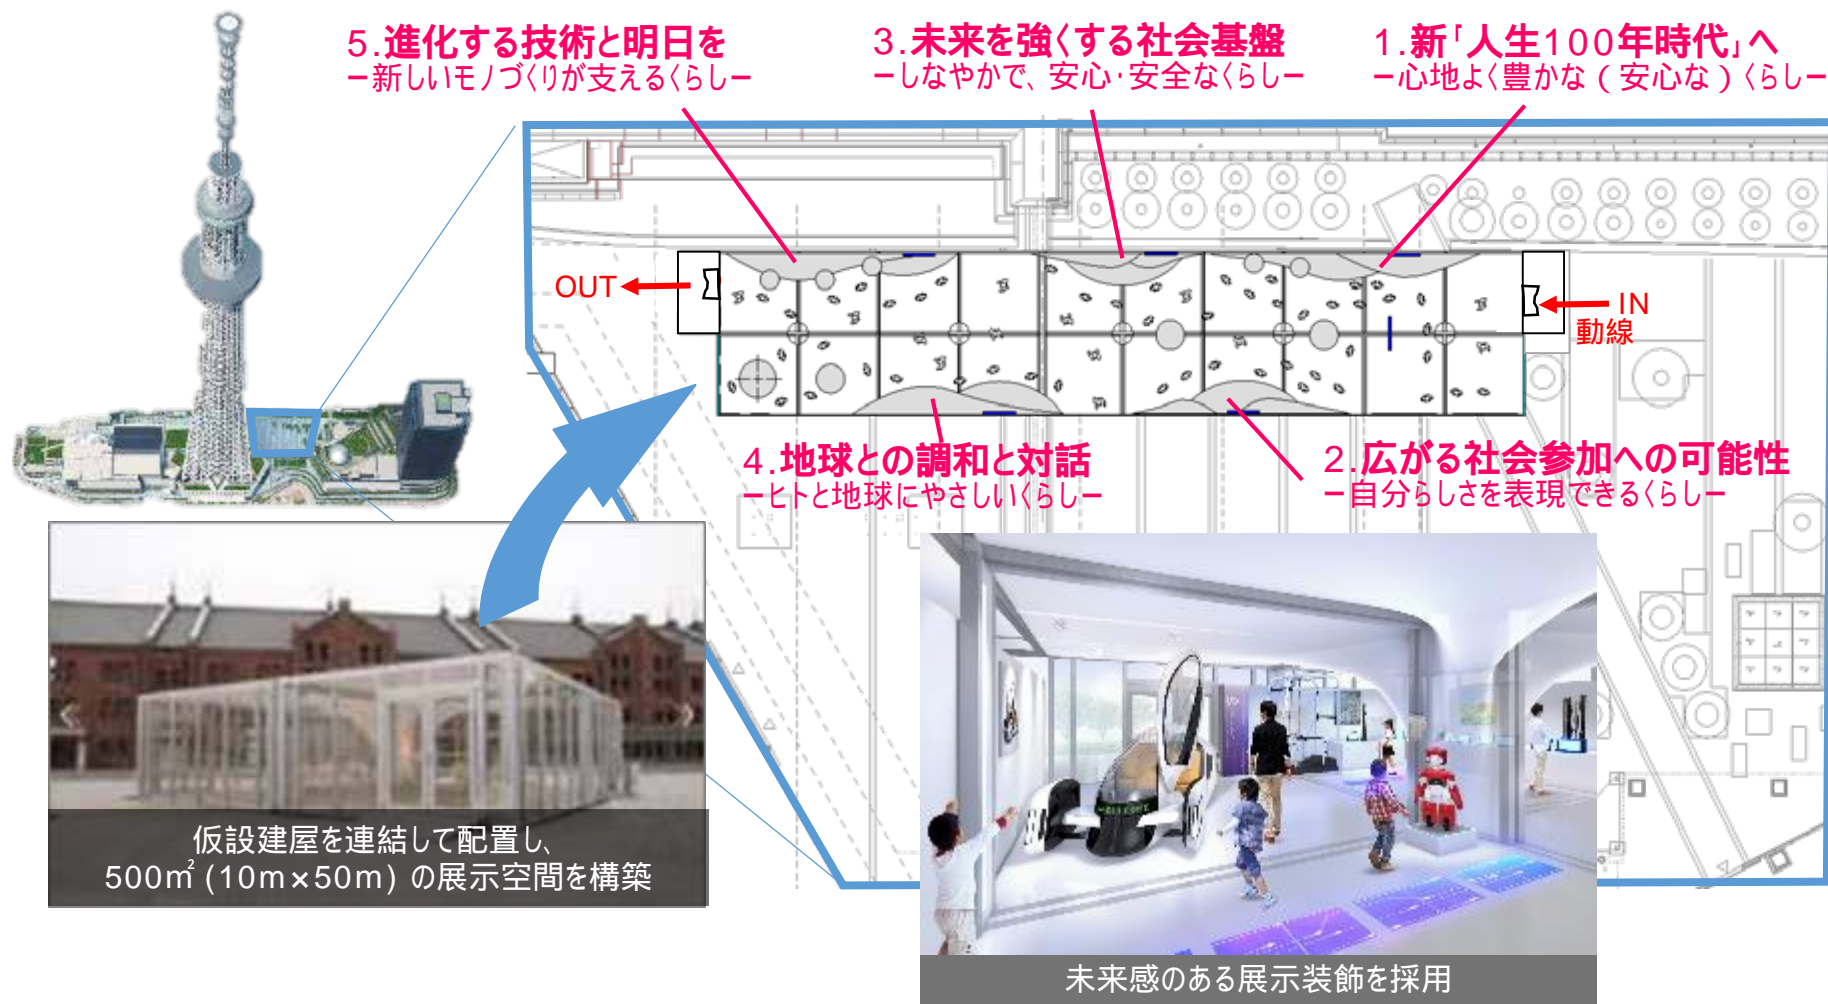 5.進化する技術と明日を
ー新しいモノづくりが支えるくらしー
3.未来を強くする社会基盤
ーしなやかで、安心・安全なくらしー
1.新「人生100年時代」へ
ー心地よく豊かな(安心な)くらしー
OUT
IN
動線
4.地球との調和と対話
ーヒトと地球にやさしいくらしー
2.広がる社会参加への可能性
ー自分らしさを表現できるくらしー
仮設建屋を連結して配置し、
500㎡(10m×50m)の展示空間を構築
未来感のある展示装飾を採用